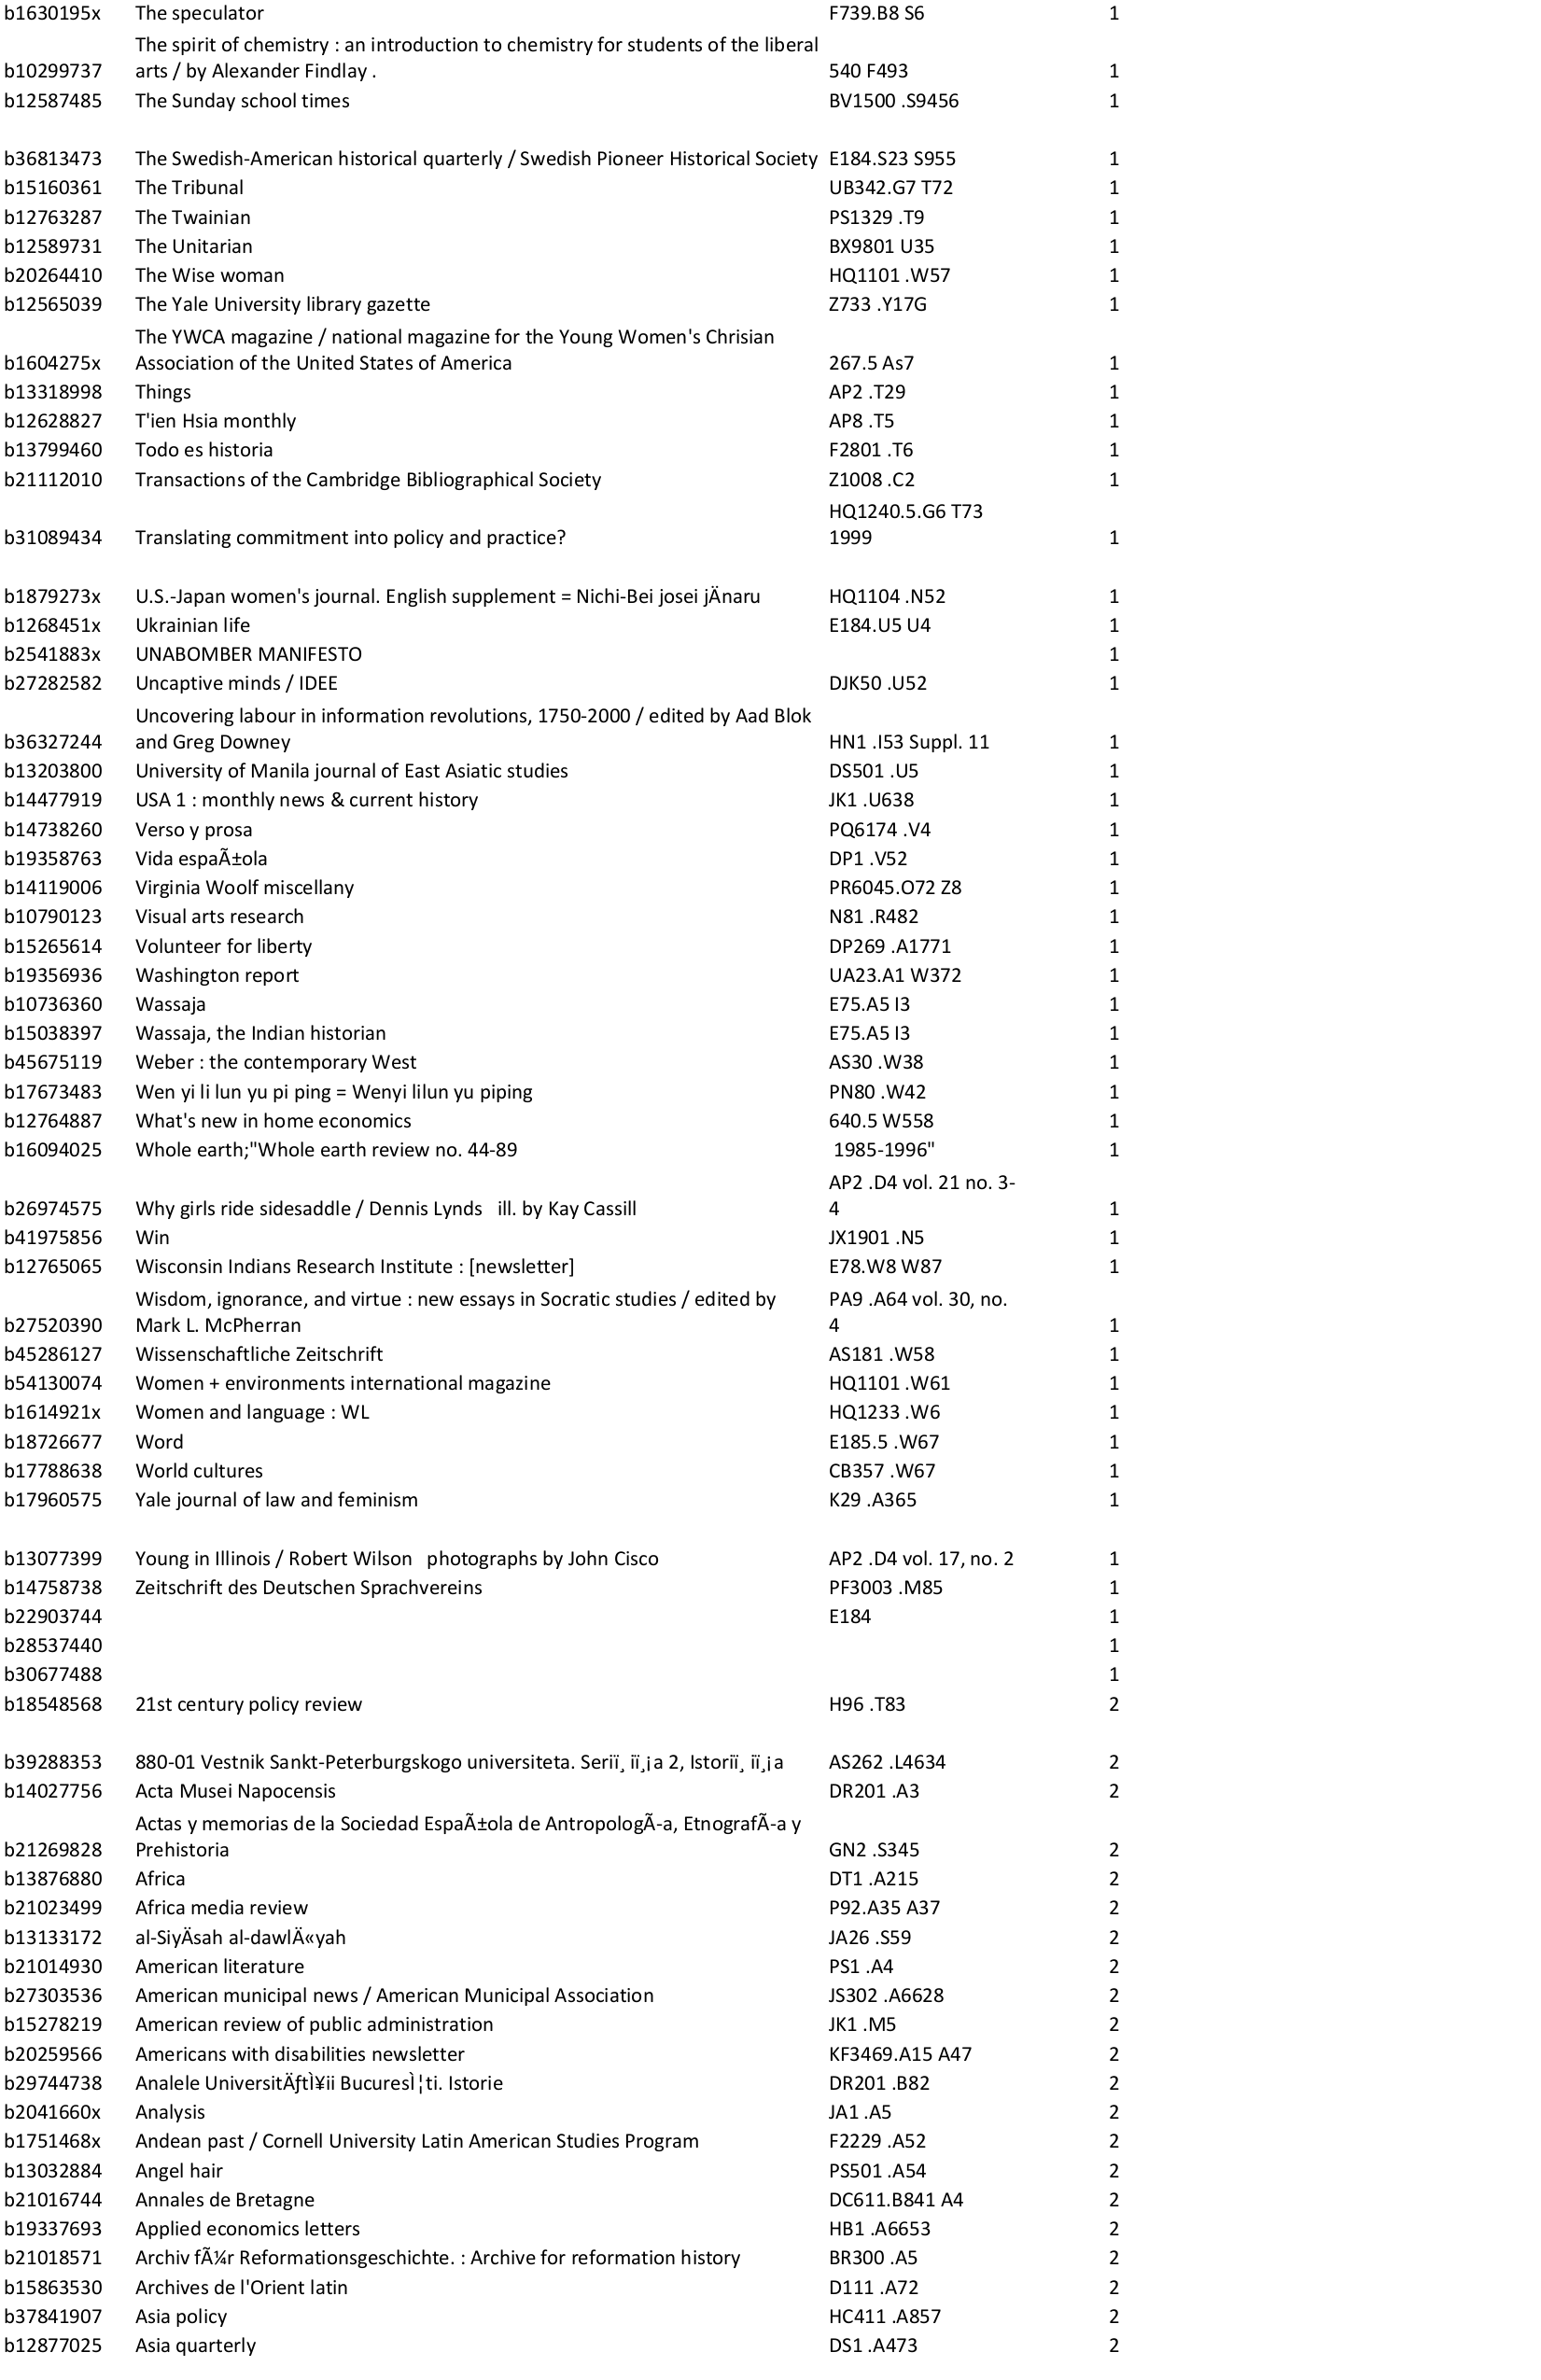 b1630195x The speculator F739.B8 S6 1
The spirit of chemistry : an introduction to chemistry for students of the liberal
b10299737 arts / by Alexander Findlay . 540 F493 1
b12587485 The Sunday school times BV1500 .S9456 1
b36813473 The Swedish-American historical quarterly / Swedish Pioneer Historical Society E184.S23 S955 1
b15160361 The Tribunal UB342.G7 T72 1
b12763287 The Twainian PS1329 .T9 1
b12589731 The Unitarian BX9801 U35 1
b20264410 The Wise woman HQ1101 .W57 1
b12565039 The Yale University library gazette Z733 .Y17G 1
The YWCA magazine / national magazine for the Young Women's Chrisian
b1604275x Association of the United States of America 267.5 As7 1
b13318998 Things AP2 .T29 1
b12628827 T'ien Hsia monthly AP8 .T5 1
b13799460 Todo es historia F2801 .T6 1
b21112010 Transactions of the Cambridge Bibliographical Society Z1008 .C2 1
HQ1240.5.G6 T73
b31089434 Translating commitment into policy and practice? 1999 1
b1879273x U.S.-Japan women's journal. English supplement = Nichi-Bei josei jÄnaru HQ1104 .N52 1
b1268451x Ukrainian life E184.U5 U4 1
b2541883x UNABOMBER MANIFESTO 1
b27282582 Uncaptive minds / IDEE DJK50 .U52 1
Uncovering labour in information revolutions, 1750-2000 / edited by Aad Blok
b36327244 and Greg Downey HN1 .I53 Suppl. 11 1
b13203800 University of Manila journal of East Asiatic studies DS501 .U5 1
b14477919 USA 1 : monthly news & current history JK1 .U638 1
b14738260 Verso y prosa PQ6174 .V4 1
b19358763 Vida espaÃ±ola DP1 .V52 1
b14119006 Virginia Woolf miscellany PR6045.O72 Z8 1
b10790123 Visual arts research N81 .R482 1
b15265614 Volunteer for liberty DP269 .A1771 1
b19356936 Washington report UA23.A1 W372 1
b10736360 Wassaja E75.A5 I3 1
b15038397 Wassaja, the Indian historian E75.A5 I3 1
b45675119 Weber : the contemporary West AS30 .W38 1
b17673483 Wen yi li lun yu pi ping = Wenyi lilun yu piping PN80 .W42 1
b12764887 What's new in home economics 640.5 W558 1
b16094025 Whole earth;"Whole earth review no. 44-89 1985-1996" 1
AP2 .D4 vol. 21 no. 3-
b26974575 Why girls ride sidesaddle / Dennis Lynds ill. by Kay Cassill 4 1
b41975856 Win JX1901 .N5 1
b12765065 Wisconsin Indians Research Institute : [newsletter] E78.W8 W87 1
Wisdom, ignorance, and virtue : new essays in Socratic studies / edited by PA9 .A64 vol. 30, no.
b27520390 Mark L. McPherran 4 1
b45286127 Wissenschaftliche Zeitschrift AS181 .W58 1
b54130074 Women + environments international magazine HQ1101 .W61 1
b1614921x Women and language : WL HQ1233 .W6 1
b18726677 Word E185.5 .W67 1
b17788638 World cultures CB357 .W67 1
b17960575 Yale journal of law and feminism K29 .A365 1
b13077399 Young in Illinois / Robert Wilson photographs by John Cisco AP2 .D4 vol. 17, no. 2 1
b14758738 Zeitschrift des Deutschen Sprachvereins PF3003 .M85 1
b22903744 E184 1
b28537440 1
b30677488 1
b18548568 21st century policy review H96 .T83 2
b39288353 880-01 Vestnik Sankt-Peterburgskogo universiteta. Seriï¸ ïï¸¡a 2, Istoriï¸ ïï¸¡a AS262 .L4634 2
b14027756 Acta Musei Napocensis DR201 .A3 2
Actas y memorias de la Sociedad EspaÃ±ola de AntropologÃ-a, EtnografÃ-a y
b21269828 Prehistoria GN2 .S345 2
b13876880 Africa DT1 .A215 2
b21023499 Africa media review P92.A35 A37 2
b13133172 al-SiyÄsah al-dawlÄ«yah JA26 .S59 2
b21014930 American literature PS1 .A4 2
b27303536 American municipal news / American Municipal Association JS302 .A6628 2
b15278219 American review of public administration JK1 .M5 2
b20259566 Americans with disabilities newsletter KF3469.A15 A47 2
b29744738 Analele UniversitÄƒtÌ¥ii BucuresÌ¦ti. Istorie DR201 .B82 2
b2041660x Analysis JA1 .A5 2
b1751468x Andean past / Cornell University Latin American Studies Program F2229 .A52 2
b13032884 Angel hair PS501 .A54 2
b21016744 Annales de Bretagne DC611.B841 A4 2
b19337693 Applied economics letters HB1 .A6653 2
b21018571 Archiv fÃ¼r Reformationsgeschichte. : Archive for reformation history BR300 .A5 2
b15863530 Archives de l'Orient latin D111 .A72 2
b37841907 Asia policy HC411 .A857 2
b12877025 Asia quarterly DS1 .A473 2